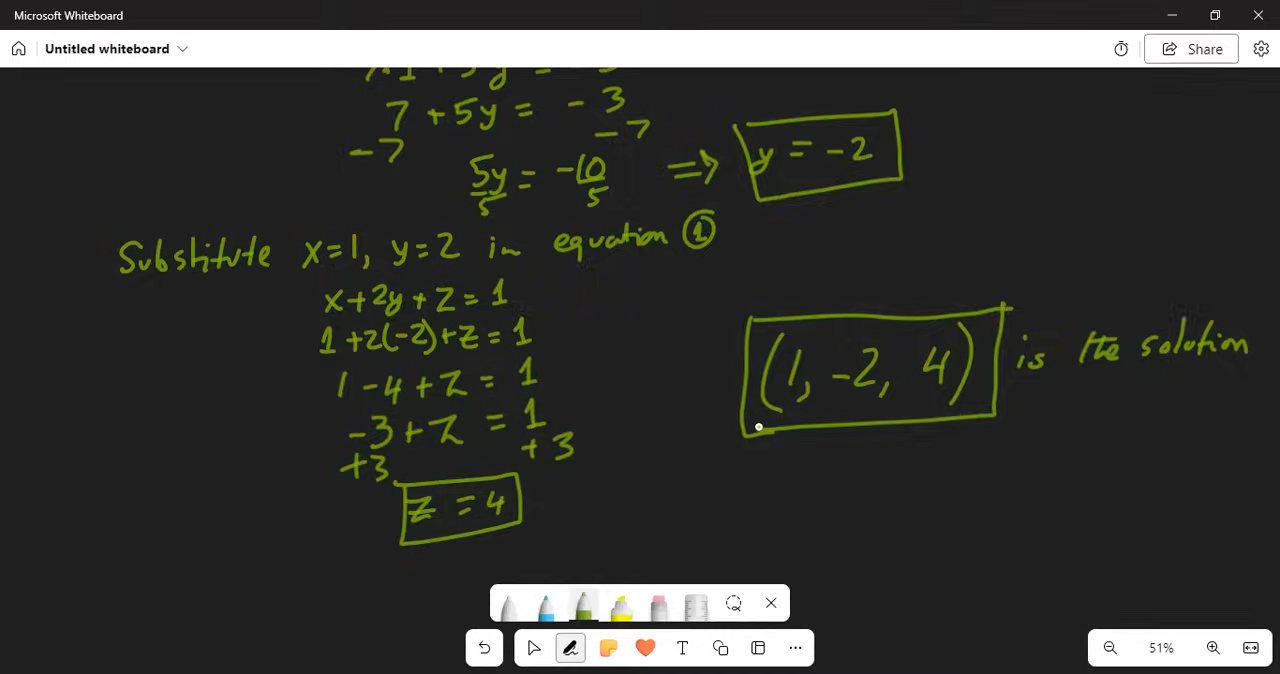 Microsoft Whiteboard
Untitled whiteboard
Share
7 + 5y = - 3
-7 -7
5y/5 = -10/5 ⇒ y = -2
Substitute x=1, y=2 in equation ①
x+2y+z=1
1+2(-2)+z=1
1-4+z=1
-3+z=1
+3 +3
z=4
(1, -2, 4) is the solution
51%